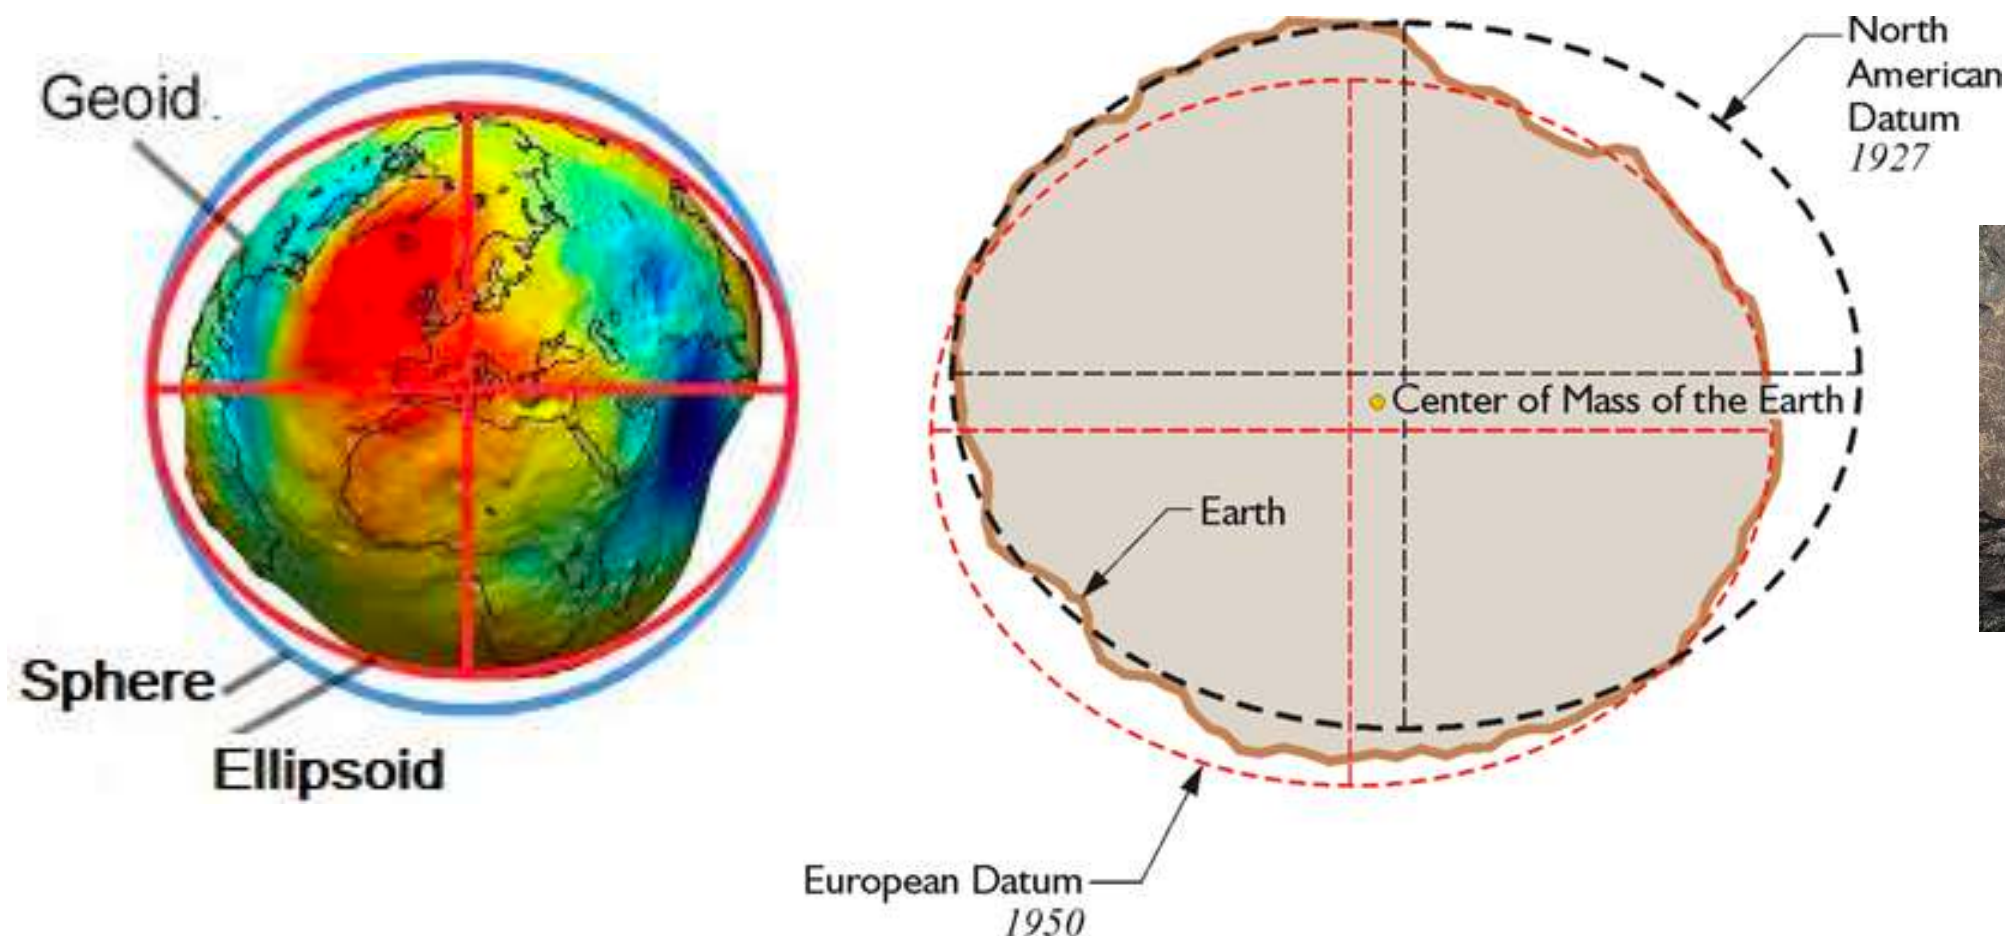 Geoid
Sphere
Ellipsoid
North
American
Datum
1927
Center of Mass of the Earth
Earth
European Datum
1950